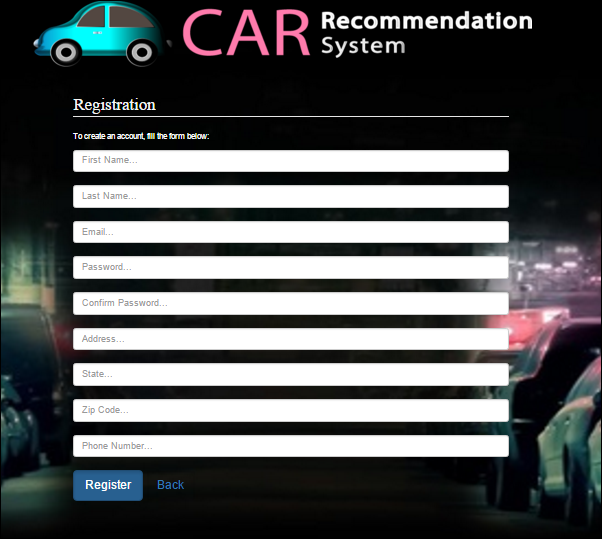 CAR Recommendation
System
Registration
To create an account, fill the form below:
First Name...
Last Name...
Email...
Password...
Confirm Password...
Address...
State...
Zip Code...
Phone Number...
Register Back